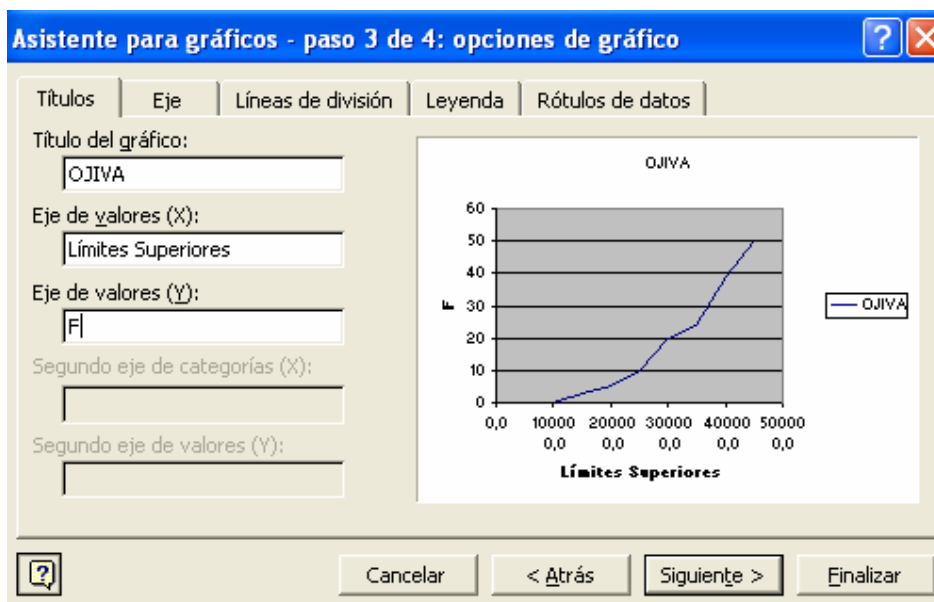 Asistente para gráficos - paso 3 de 4: opciones de gráfico
Títulos Eje Líneas de división Leyenda Rótulos de datos
Título del gráfico:
OJIVA
Eje de valores (X):
Límites Superiores
Eje de valores (Y):
F
Segundo eje de categorías (X):
Segundo eje de valores (Y):
OJIVA
60
50
40
30
20
10
0
F
0,0 10000 20000 30000 40000 50000
0,0 0,0 0,0 0,0 0,0
Límites Superiores
OJIVA
Cancelar < Atrás Siguiente > Finalizar